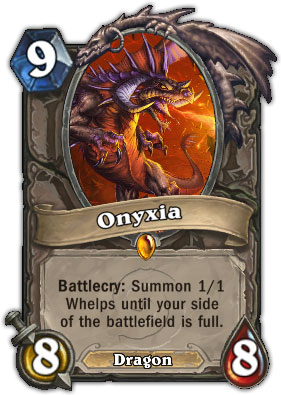 9
Onyxia
Battlecry: Summon 1/1
Whelps until your side
of the battlefield is full.
8
Dragon
8